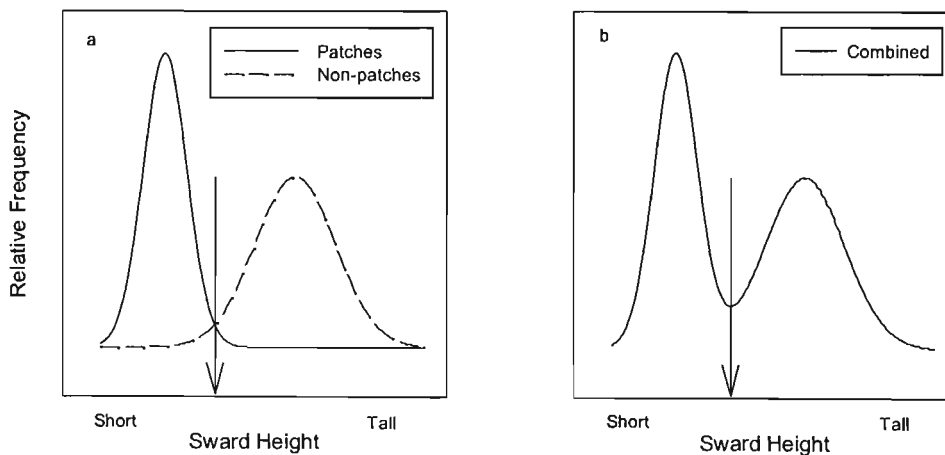 a
Patches
Non-patches
Relative Frequency
Short
Tall
Sward Height
b
Combined
Short
Tall
Sward Height